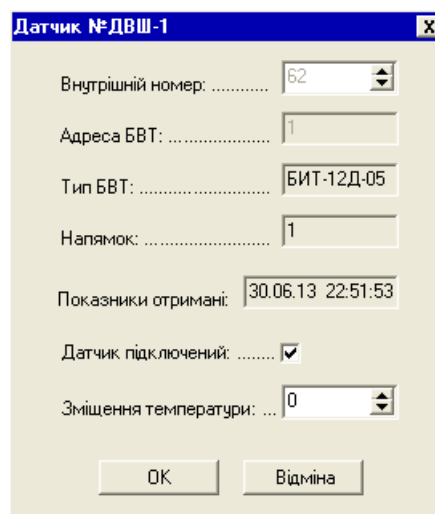 Датчик №ДВШ-1
Внутрішній номер: ............ 62
Адреса БВТ: ....................... 1
Тип БВТ: ............................. БИТ-12Д-05
Напямок: ............................ 1
Показники отримані: 30.06.13 22:51:53
Датчик підключений: ........
Зміщення температури: ... 0
OK Відміна